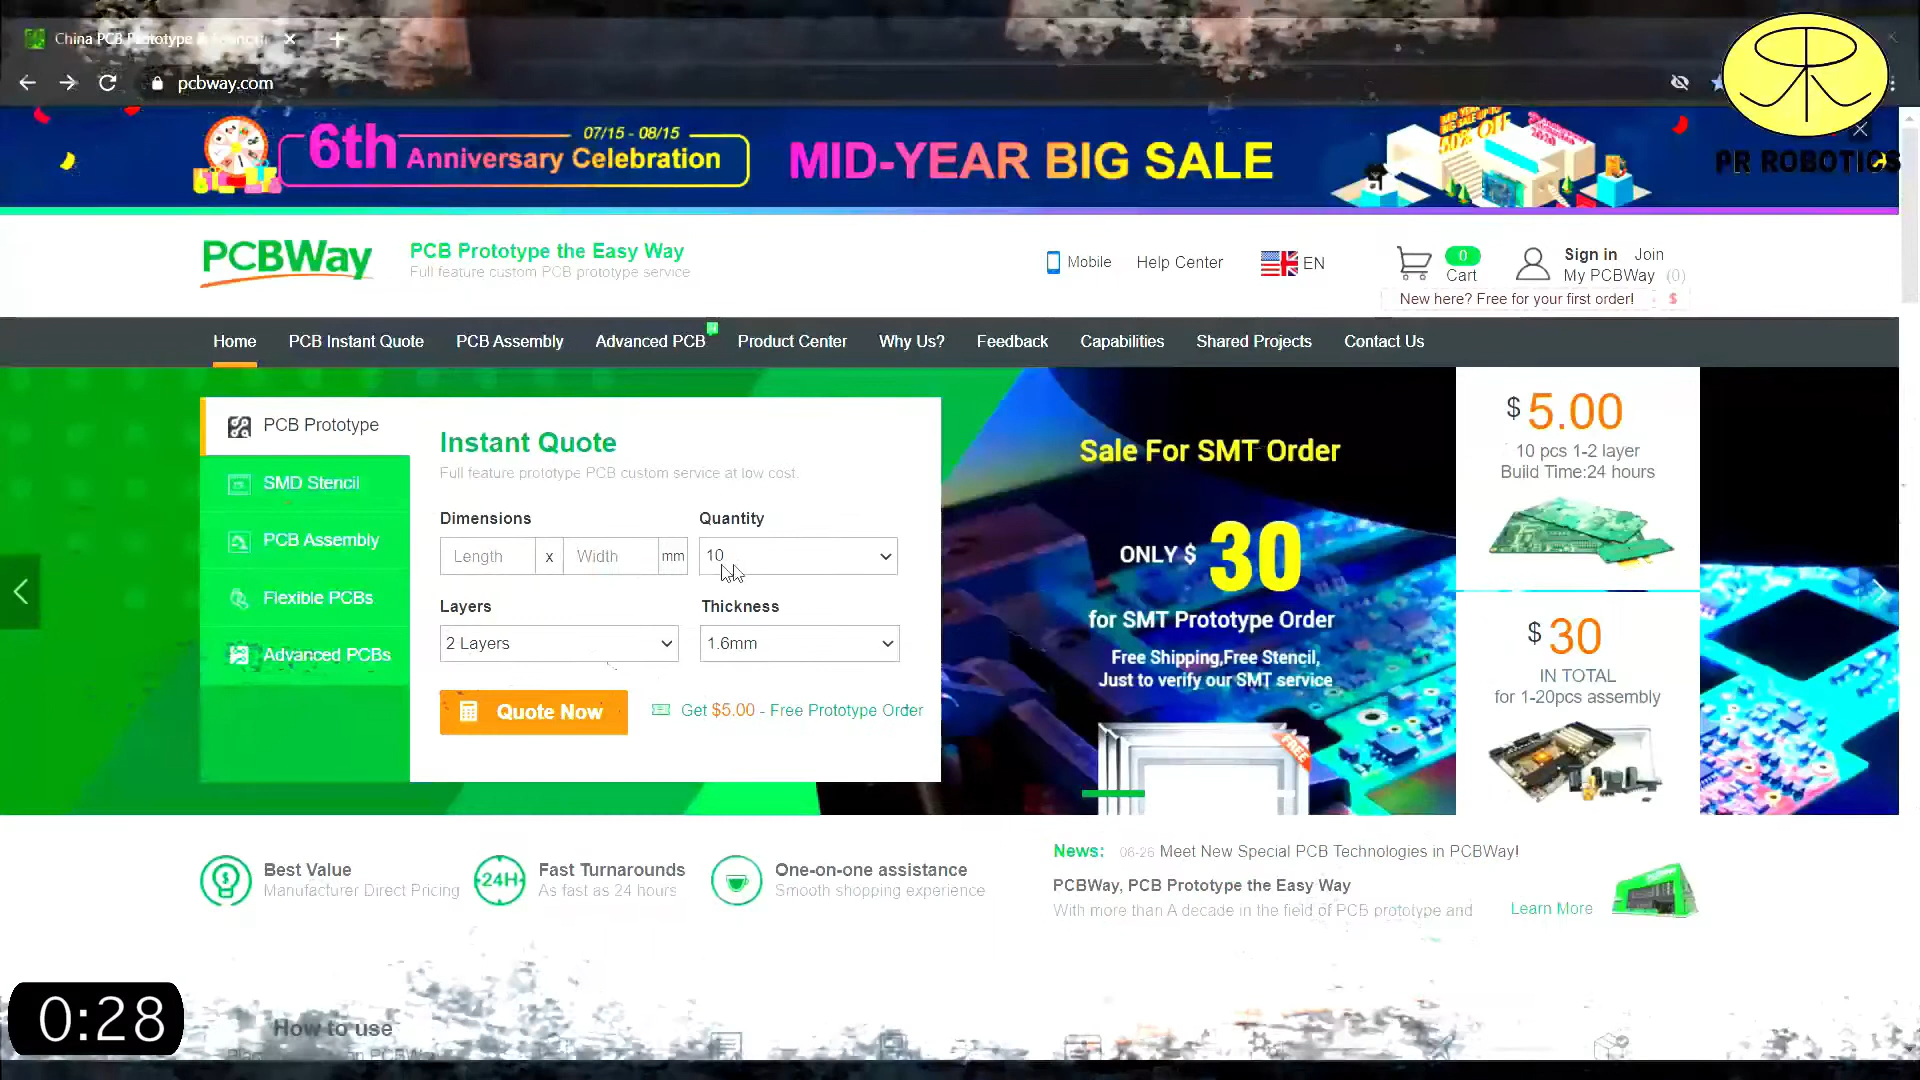 China PCB Prototype &
pcbway.com
6th Anniversary Celebration
07/15 - 08/15
MID-YEAR BIG SALE
PR ROBOTICS
PCBWay
PCB Prototype the Easy Way
Full feature custom PCB prototype service
Mobile
Help Center
EN
0
Cart
Sign in Join
My PCBWay (0)
New here? Free for your first order! $
Home
PCB Instant Quote
PCB Assembly
Advanced PCB
Product Center
Why Us?
Feedback
Capabilities
Shared Projects
Contact Us
PCB Prototype
SMD Stencil
PCB Assembly
Flexible PCBs
Advanced PCBs
Instant Quote
Full feature prototype PCB custom service at low cost.
Dimensions
Quantity
Length x Width mm
10
Layers
Thickness
2 Layers
1.6mm
Quote Now
Get $5.00 - Free Prototype Order
Sale For SMT Order
ONLY $ 30
for SMT Prototype Order
Free Shipping,Free Stencil,
Just to verify our SMT service
FREE
$ 5.00
10 pcs 1-2 layer
Build Time:24 hours
$ 30
IN TOTAL
for 1-20pcs assembly
Best Value
Manufacturer Direct Pricing
24H
Fast Turnarounds
As fast as 24 hours
One-on-one assistance
Smooth shopping experience
News: 06-26 Meet New Special PCB Technologies in PCBWay!
PCBWay, PCB Prototype the Easy Way
With more than A decade in the field of PCB prototype and
Learn More
How to use
0:28